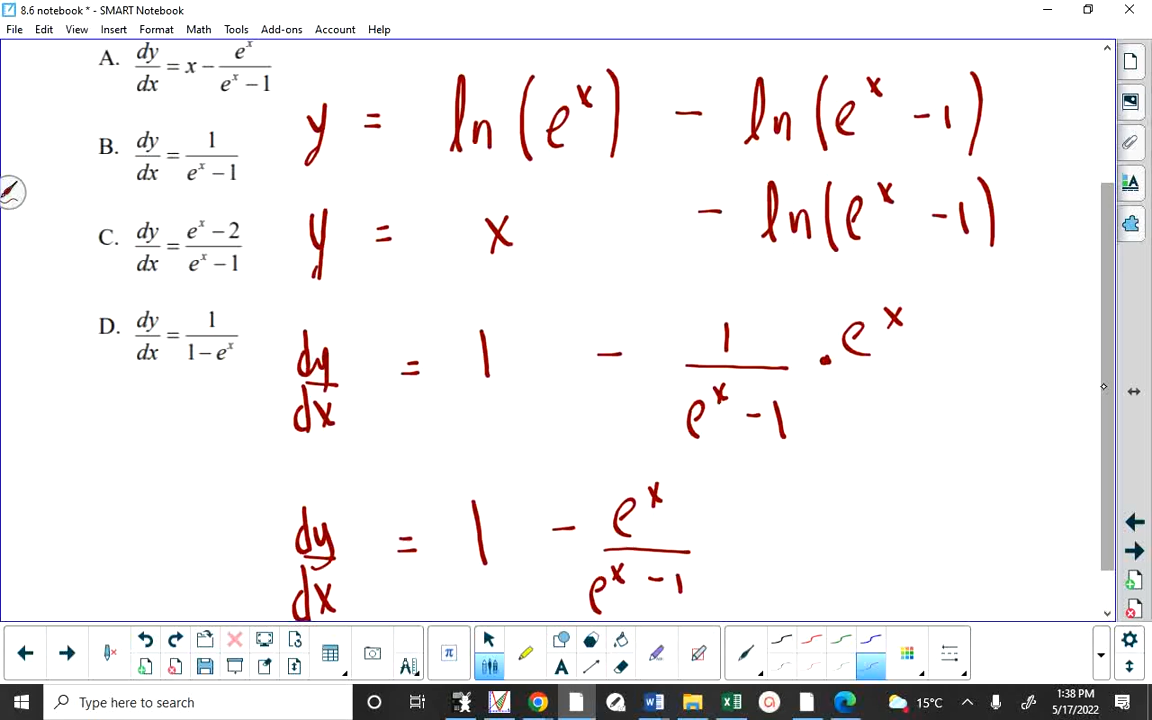 8.6 notebook * - SMART Notebook
File Edit View Insert Format Math Tools Add-ons Account Help
A. dy/dx = x - e^x/(e^x - 1)
y = ln(e^x) - ln(e^x - 1)
B. dy/dx = 1/(e^x - 1)
y = x - ln(e^x - 1)
C. dy/dx = (e^x - 2)/(e^x - 1)
D. dy/dx = 1/(1 - e^x)
dy/dx = 1 - 1/(e^x - 1) · e^x
dy/dx = 1 - e^x/(e^x - 1)
π
A
Type here to search
15°C
1:38 PM
5/17/2022